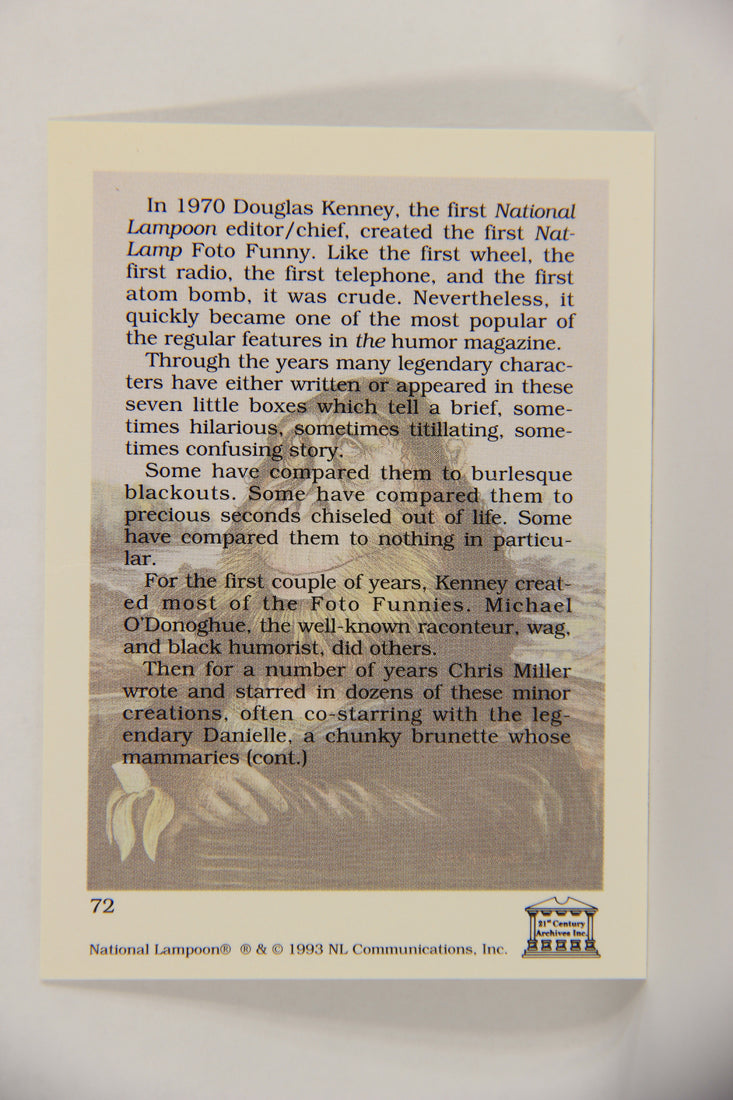 In 1970 Douglas Kenney, the first National
Lampoon editor/chief, created the first Nat-
Lamp Foto Funny. Like the first wheel, the
first radio, the first telephone, and the first
atom bomb, it was crude. Nevertheless, it
quickly became one of the most popular of
the regular features in the humor magazine.
Through the years many legendary charac-
ters have either written or appeared in these
seven little boxes which tell a brief, some-
times hilarious, sometimes titillating, some-
times confusing story.
Some have compared them to burlesque
blackouts. Some have compared them to
precious seconds chiseled out of life. Some
have compared them to nothing in particu-
lar.
For the first couple of years, Kenney creat-
ed most of the Foto Funnies. Michael
O'Donoghue, the well-known raconteur, wag,
and black humorist, did others.
Then for a number of years Chris Miller
wrote and starred in dozens of these minor
creations, often co-starring with the leg-
endary Danielle, a chunky brunette whose
mammaries (cont.)
72
21st Century
Archives Inc.
National Lampoon® ® & © 1993 NL Communications, Inc.